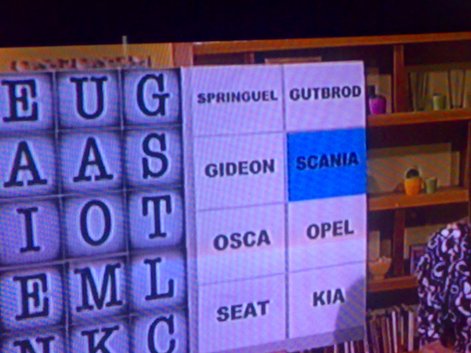 E U G
A A S
I O T
E M L
N K C
SPRINGUEL GUTBROD
GIDEON SCANIA
OSCA OPEL
SEAT KIA